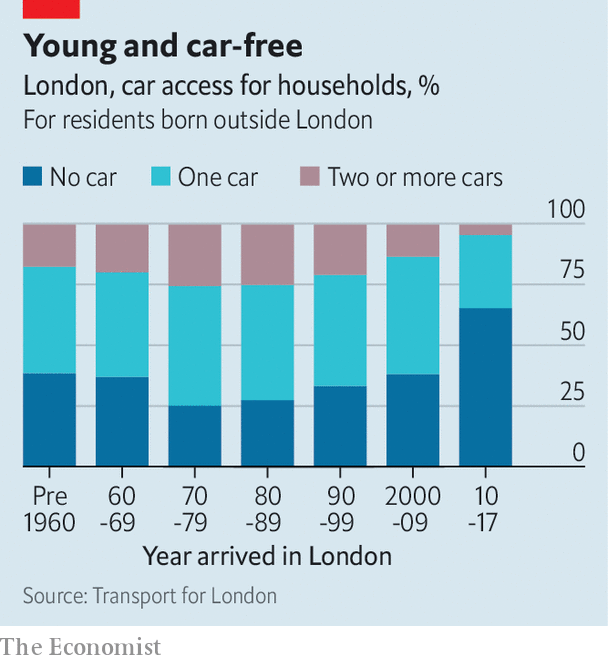 Young and car-free
London, car access for households, %
For residents born outside London
No car One car Two or more cars
100
75
50
25
0
Pre 60 70 80 90 2000 10
1960 -69 -79 -89 -99 -09 -17
Year arrived in London
Source: Transport for London
The Economist